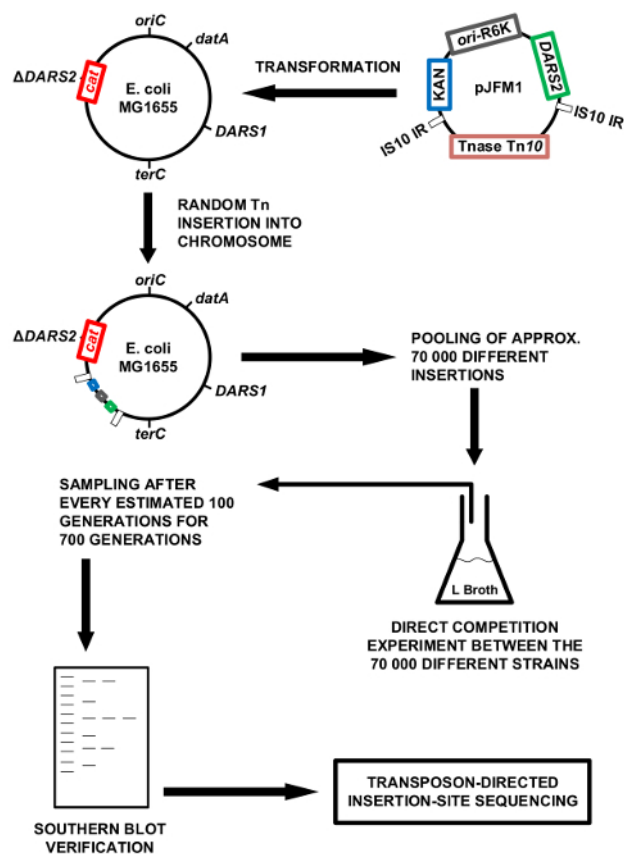 oriC
datA
ΔDARS2
cat
E. coli
MG1655
DARS1
terC
TRANSFORMATION
ori-R6K
KAN
pJFM1
DARS2
IS10 IR
IS10 IR
Tnase Tn10
RANDOM Tn
INSERTION INTO
CHROMOSOME
oriC
datA
ΔDARS2
cat
E. coli
MG1655
DARS1
terC
POOLING OF APPROX.
70 000 DIFFERENT
INSERTIONS
SAMPLING AFTER
EVERY ESTIMATED 100
GENERATIONS FOR
700 GENERATIONS
L Broth
DIRECT COMPETITION
EXPERIMENT BETWEEN THE
70 000 DIFFERENT STRAINS
SOUTHERN BLOT
VERIFICATION
TRANSPOSON-DIRECTED
INSERTION-SITE SEQUENCING